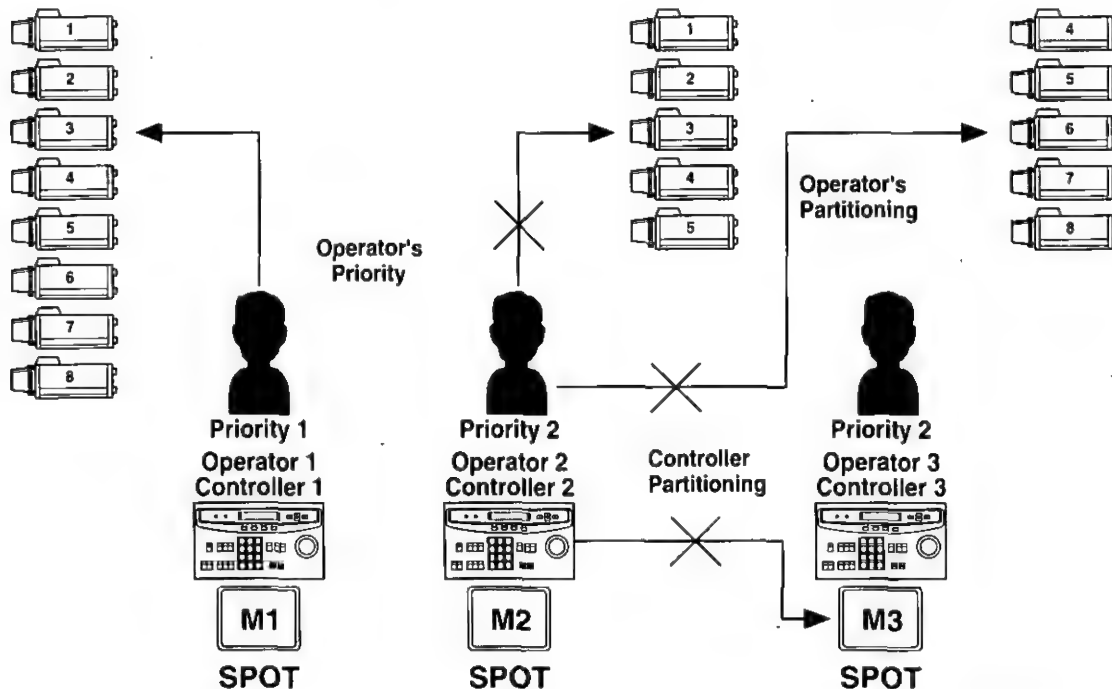 1
2
3
4
5
6
7
8
1
2
3
4
5
4
5
6
7
8
Operator's
Priority
Operator's
Partitioning
Priority 1
Operator 1
Controller 1
Priority 2
Operator 2
Controller 2
Controller
Partitioning
Priority 2
Operator 3
Controller 3
M1
SPOT
M2
SPOT
M3
SPOT